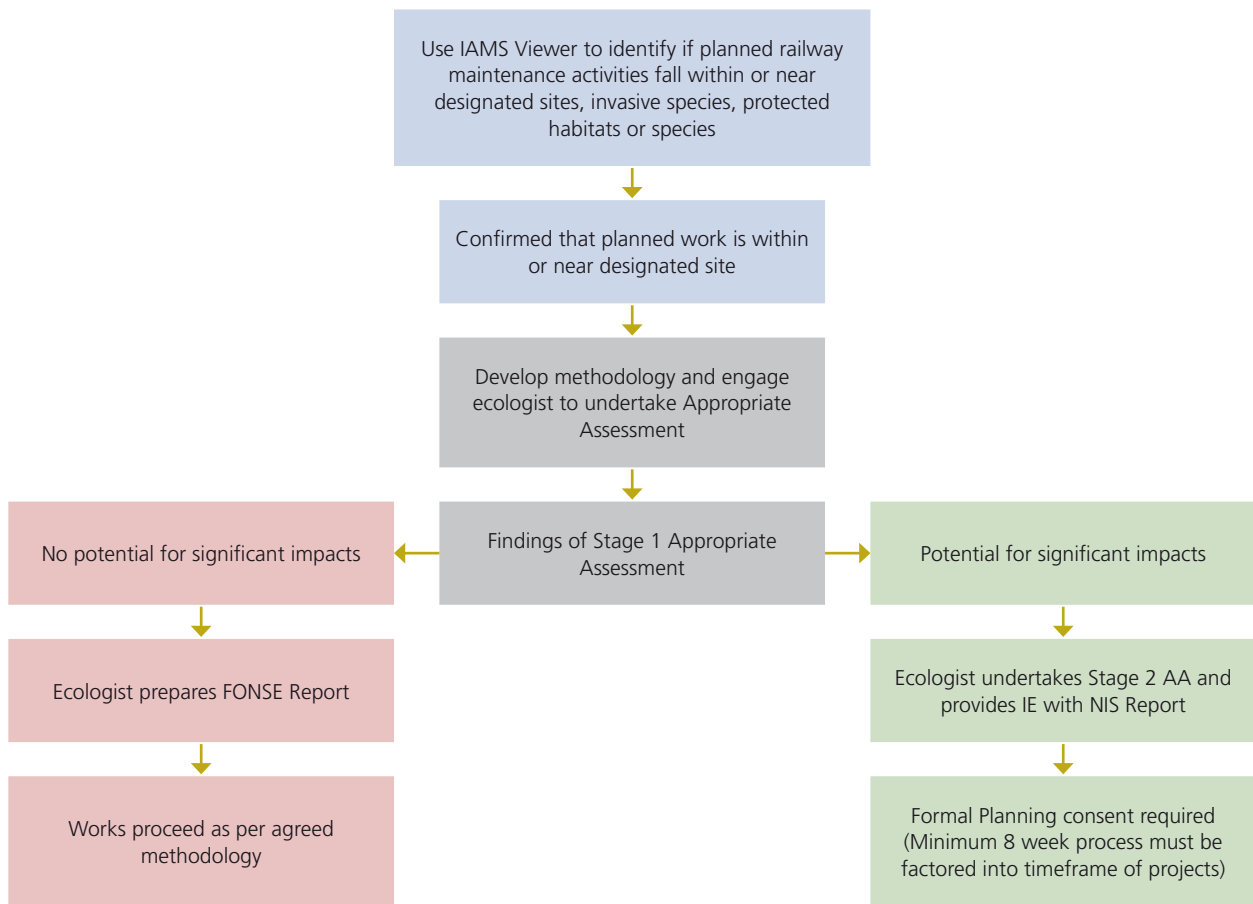 Use IAMS Viewer to identify if planned railway
maintenance activities fall within or near
designated sites, invasive species, protected
habitats or species
Confirmed that planned work is within
or near designated site
Develop methodology and engage
ecologist to undertake Appropriate
Assessment
Findings of Stage 1 Appropriate
Assessment
No potential for significant impacts
Ecologist prepares FONSE Report
Works proceed as per agreed
methodology
Potential for significant impacts
Ecologist undertakes Stage 2 AA and
provides IE with NIS Report
Formal Planning consent required
(Minimum 8 week process must be
factored into timeframe of projects)